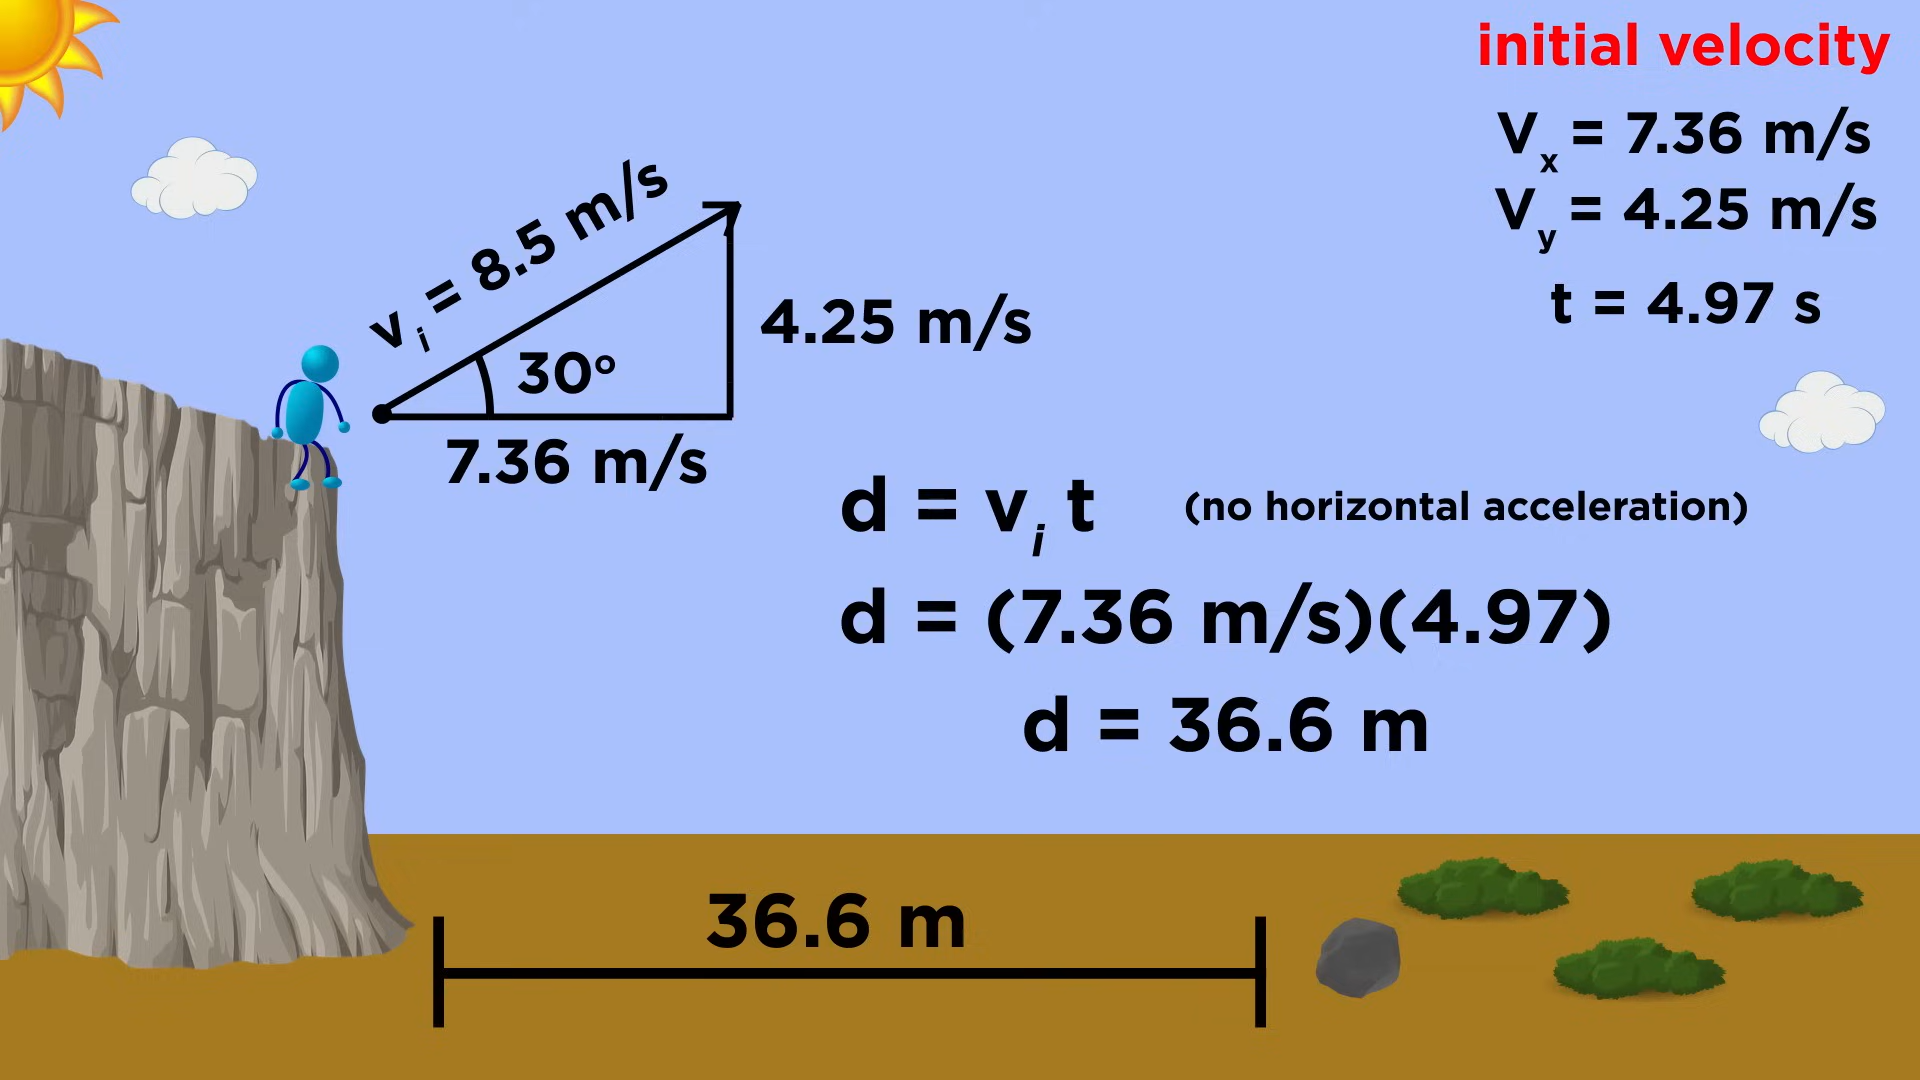 initial velocity
Vx = 7.36 m/s
Vy = 4.25 m/s
t = 4.97 s
vi = 8.5 m/s
4.25 m/s
30°
7.36 m/s
d = vi t (no horizontal acceleration)
d = (7.36 m/s)(4.97)
d = 36.6 m
36.6 m